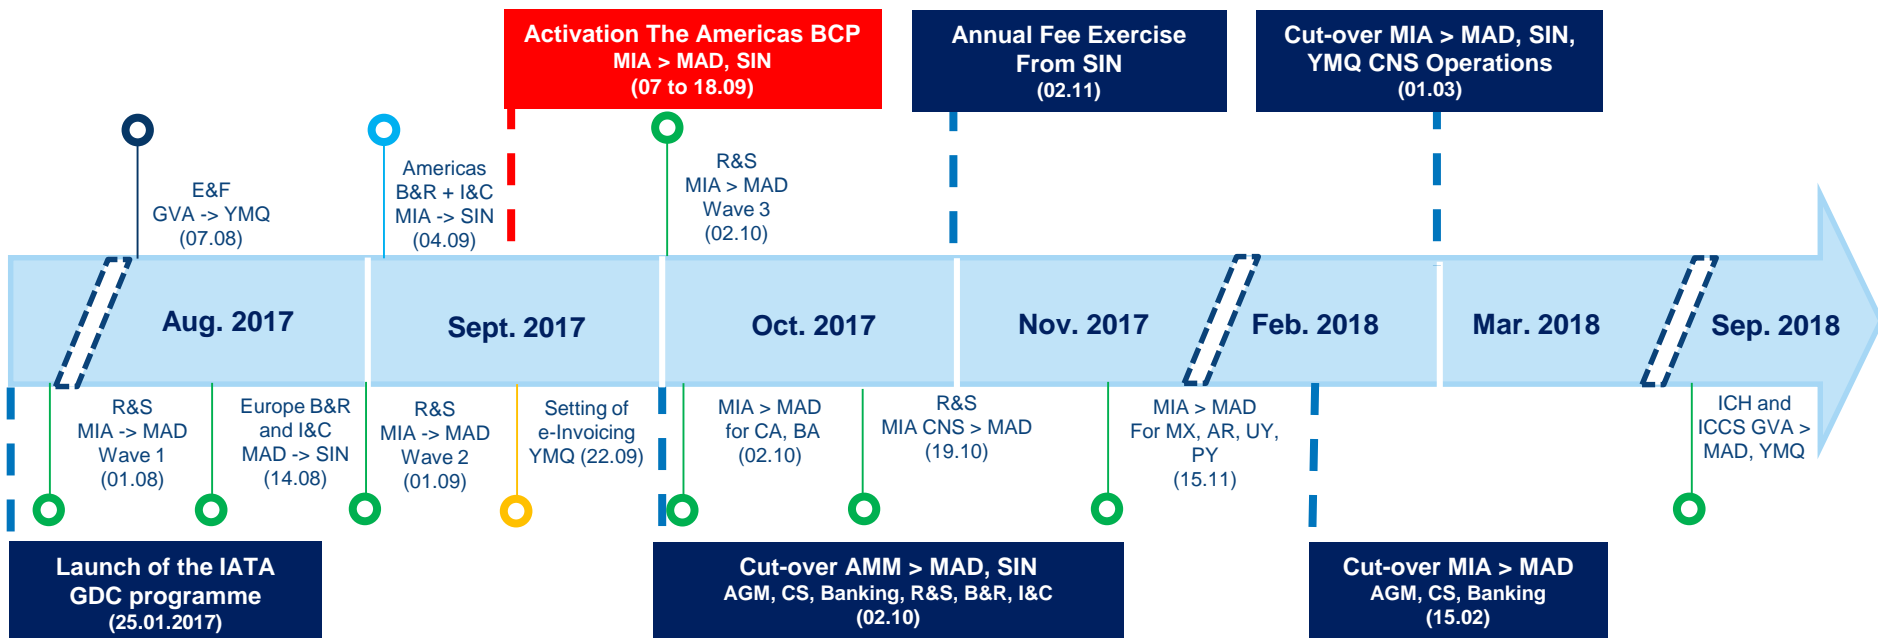 Activation The Americas BCP
MIA > MAD, SIN
(07 to 18.09)
Annual Fee Exercise
From SIN
(02.11)
Cut-over MIA > MAD, SIN,
YMQ CNS Operations
(01.03)
E&F
GVA -> YMQ
(07.08)
Americas
B&R + I&C
MIA -> SIN
(04.09)
R&S
MIA > MAD
Wave 3
(02.10)
Aug. 2017
Sept. 2017
Oct. 2017
Nov. 2017
Feb. 2018
Mar. 2018
Sep. 2018
R&S
MIA -> MAD
Wave 1
(01.08)
Europe B&R
and I&C
MAD -> SIN
(14.08)
R&S
MIA -> MAD
Wave 2
(01.09)
Setting of
e-Invoicing
YMQ (22.09)
MIA > MAD
for CA, BA
(02.10)
R&S
MIA CNS > MAD
(19.10)
MIA > MAD
For MX, AR, UY,
PY
(15.11)
ICH and
ICCS GVA >
MAD, YMQ
Launch of the IATA
GDC programme
(25.01.2017)
Cut-over AMM > MAD, SIN
AGM, CS, Banking, R&S, B&R, I&C
(02.10)
Cut-over MIA > MAD
AGM, CS, Banking
(15.02)